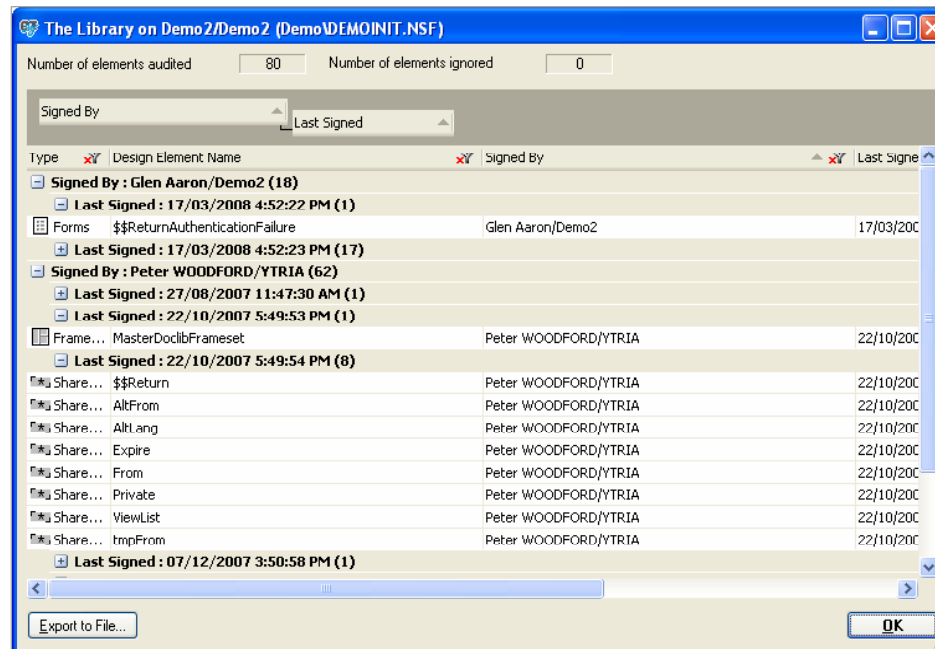 The Library on Demo2/Demo2 (Demo\DEMOINIT.NSF)
Number of elements audited 80 Number of elements ignored 0
Signed By
Last Signed
Type Design Element Name Signed By Last Signe
Signed By : Glen Aaron/Demo2 (18)
Last Signed : 17/03/2008 4:52:22 PM (1)
Forms $$ReturnAuthenticationFailure Glen Aaron/Demo2 17/03/200
Last Signed : 17/03/2008 4:52:23 PM (17)
Signed By : Peter WOODFORD/YTRIA (62)
Last Signed : 27/08/2007 11:47:30 AM (1)
Last Signed : 22/10/2007 5:49:53 PM (1)
Frame... MasterDoclibFrameset Peter WOODFORD/YTRIA 22/10/200
Last Signed : 22/10/2007 5:49:54 PM (8)
Share... $$Return Peter WOODFORD/YTRIA 22/10/200
Share... AltFrom Peter WOODFORD/YTRIA 22/10/200
Share... AltLang Peter WOODFORD/YTRIA 22/10/200
Share... Expire Peter WOODFORD/YTRIA 22/10/200
Share... From Peter WOODFORD/YTRIA 22/10/200
Share... Private Peter WOODFORD/YTRIA 22/10/200
Share... ViewList Peter WOODFORD/YTRIA 22/10/200
Share... tmpFrom Peter WOODFORD/YTRIA 22/10/200
Last Signed : 07/12/2007 3:50:58 PM (1)
Export to File... OK